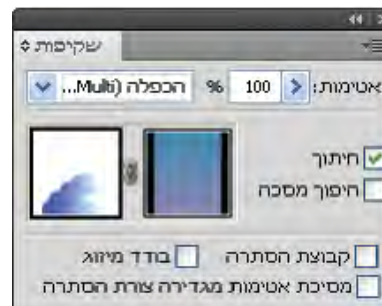 שקיפות
אטימות: 100 % הכפלה (Multi...
חיתוך
היפוך מסכה
קבוצת הסתרה בודד מיזוג
מסיכת אטימות מגדירה צורת הסתרה